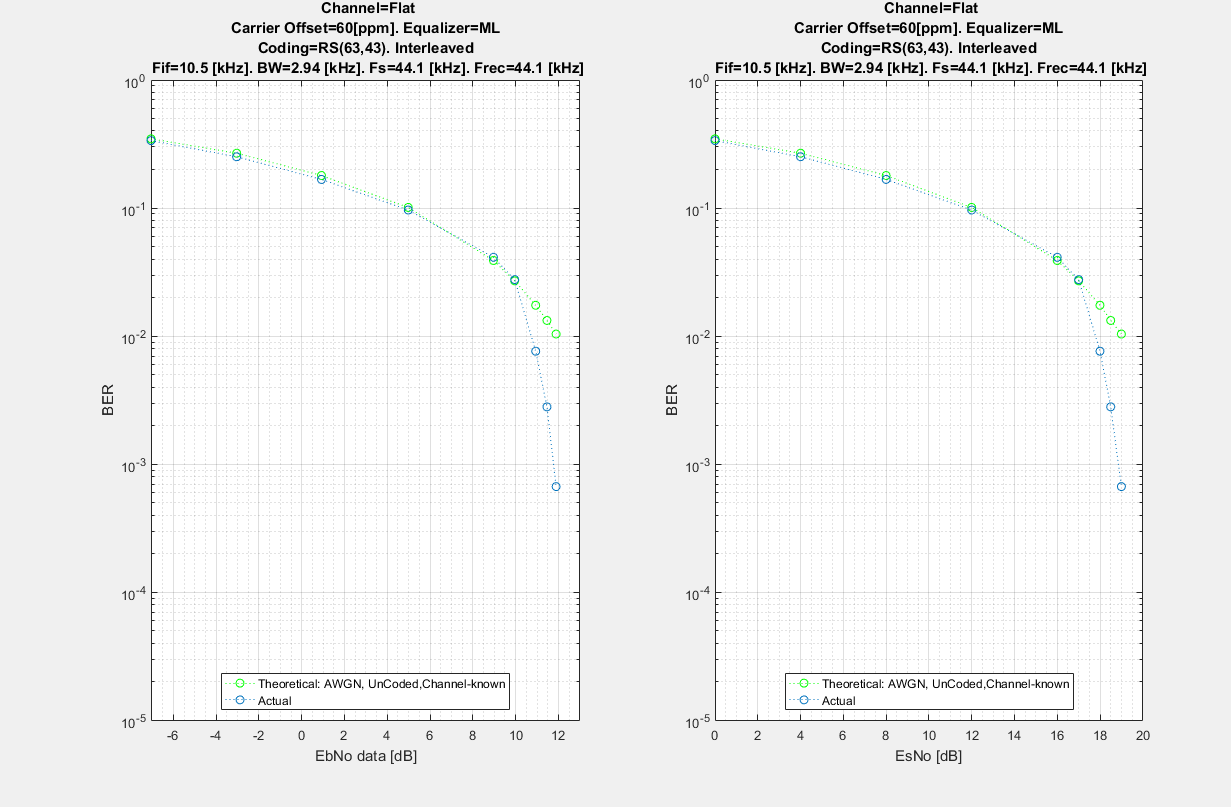 Channel=Flat
Carrier Offset=60[ppm]. Equalizer=ML
Coding=RS(63,43). Interleaved
Fif=10.5 [kHz]. BW=2.94 [kHz]. Fs=44.1 [kHz]. Frec=44.1 [kHz]
10^0
10^-1
10^-2
10^-3
10^-4
10^-5
BER
Theoretical: AWGN, UnCoded,Channel-known
Actual
-6 -4 -2 0 2 4 6 8 10 12
EbNo data [dB]
Channel=Flat
Carrier Offset=60[ppm]. Equalizer=ML
Coding=RS(63,43). Interleaved
Fif=10.5 [kHz]. BW=2.94 [kHz]. Fs=44.1 [kHz]. Frec=44.1 [kHz]
10^0
10^-1
10^-2
10^-3
10^-4
10^-5
BER
Theoretical: AWGN, UnCoded,Channel-known
Actual
0 2 4 6 8 10 12 14 16 18 20
EsNo [dB]